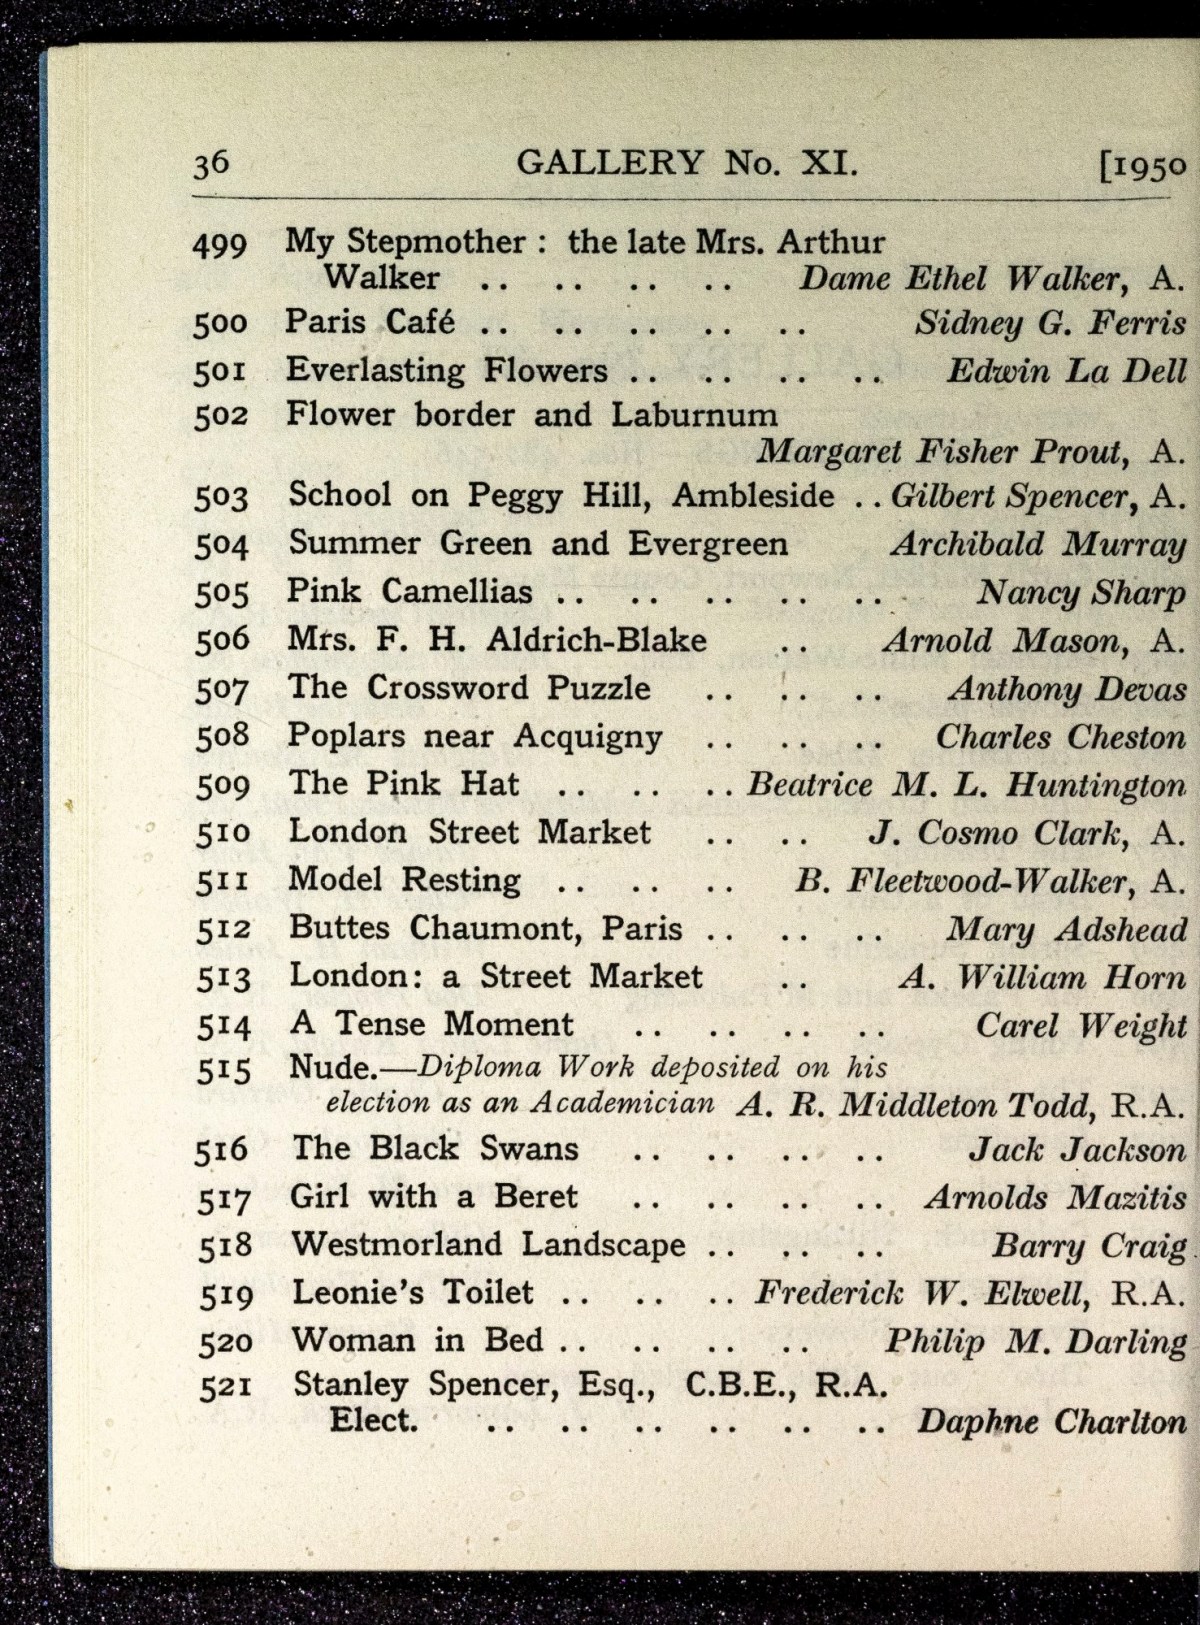 36 GALLERY No. XI. [1950
499 My Stepmother : the late Mrs. Arthur
Walker .. .. .. .. Dame Ethel Walker, A.
500 Paris Café .. .. .. .. .. Sidney G. Ferris
501 Everlasting Flowers .. .. .. .. Edwin La Dell
502 Flower border and Laburnum
Margaret Fisher Prout, A.
503 School on Peggy Hill, Ambleside .. Gilbert Spencer, A.
504 Summer Green and Evergreen Archibald Murray
505 Pink Camellias .. .. .. .. .. Nancy Sharp
506 Mrs. F. H. Aldrich-Blake .. Arnold Mason, A.
507 The Crossword Puzzle .. .. .. Anthony Devas
508 Poplars near Acquigny .. .. .. Charles Cheston
509 The Pink Hat .. .. .. Beatrice M. L. Huntington
510 London Street Market .. .. J. Cosmo Clark, A.
511 Model Resting .. .. .. B. Fleetwood-Walker, A.
512 Buttes Chaumont, Paris .. .. .. Mary Adshead
513 London: a Street Market .. A. William Horn
514 A Tense Moment .. .. .. .. Carel Weight
515 Nude.—Diploma Work deposited on his
election as an Academician A. R. Middleton Todd, R.A.
516 The Black Swans .. .. .. .. Jack Jackson
517 Girl with a Beret .. .. .. .. Arnolds Mazitis
518 Westmorland Landscape .. .. .. Barry Craig
519 Leonie's Toilet .. .. .. Frederick W. Elwell, R.A.
520 Woman in Bed .. .. .. .. Philip M. Darling
521 Stanley Spencer, Esq., C.B.E., R.A.
Elect. .. .. .. .. .. .. Daphne Charlton